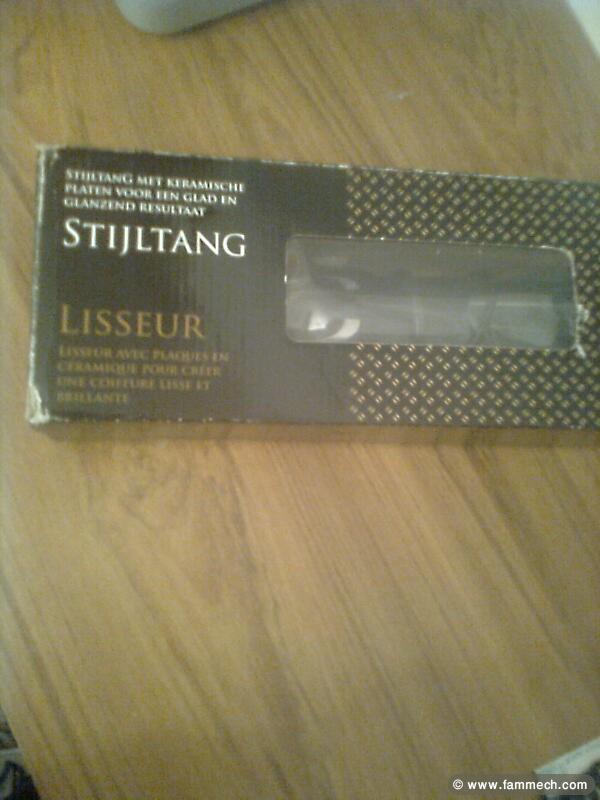 STIJLTANG MET KERAMISCHE
PLATEN VOOR EEN GLAD EN
GLANZEND RESULTAAT
STIJLTANG
LISSEUR
LISSEUR AVEC PLAQUES EN
CÉRAMIQUE POUR CRÉER
UNE COIFFURE LISSE ET
BRILLANTE
© www.fammech.com